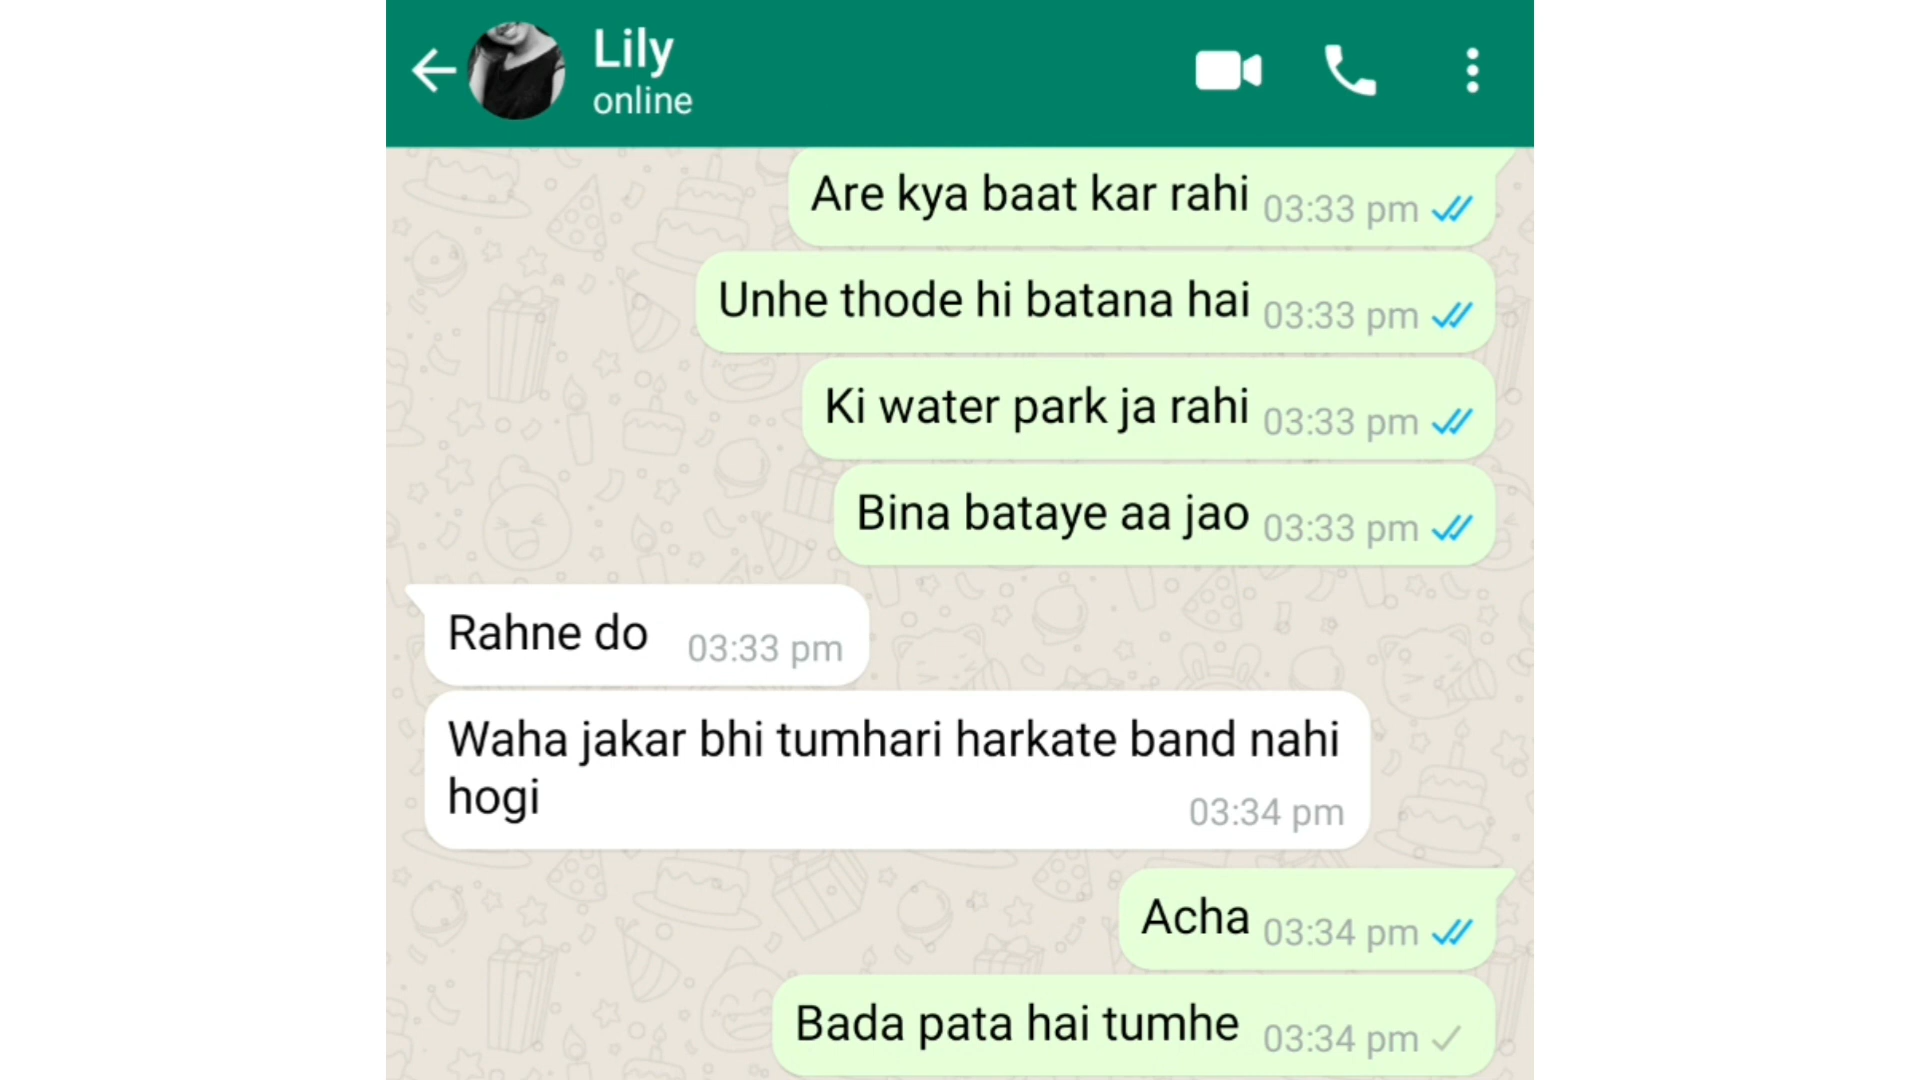 Lily
online
Are kya baat kar rahi 03:33 pm
Unhe thode hi batana hai 03:33 pm
Ki water park ja rahi 03:33 pm
Bina bataye aa jao 03:33 pm
Rahne do 03:33 pm
Waha jakar bhi tumhari harkate band nahi
hogi 03:34 pm
Acha 03:34 pm
Bada pata hai tumhe 03:34 pm